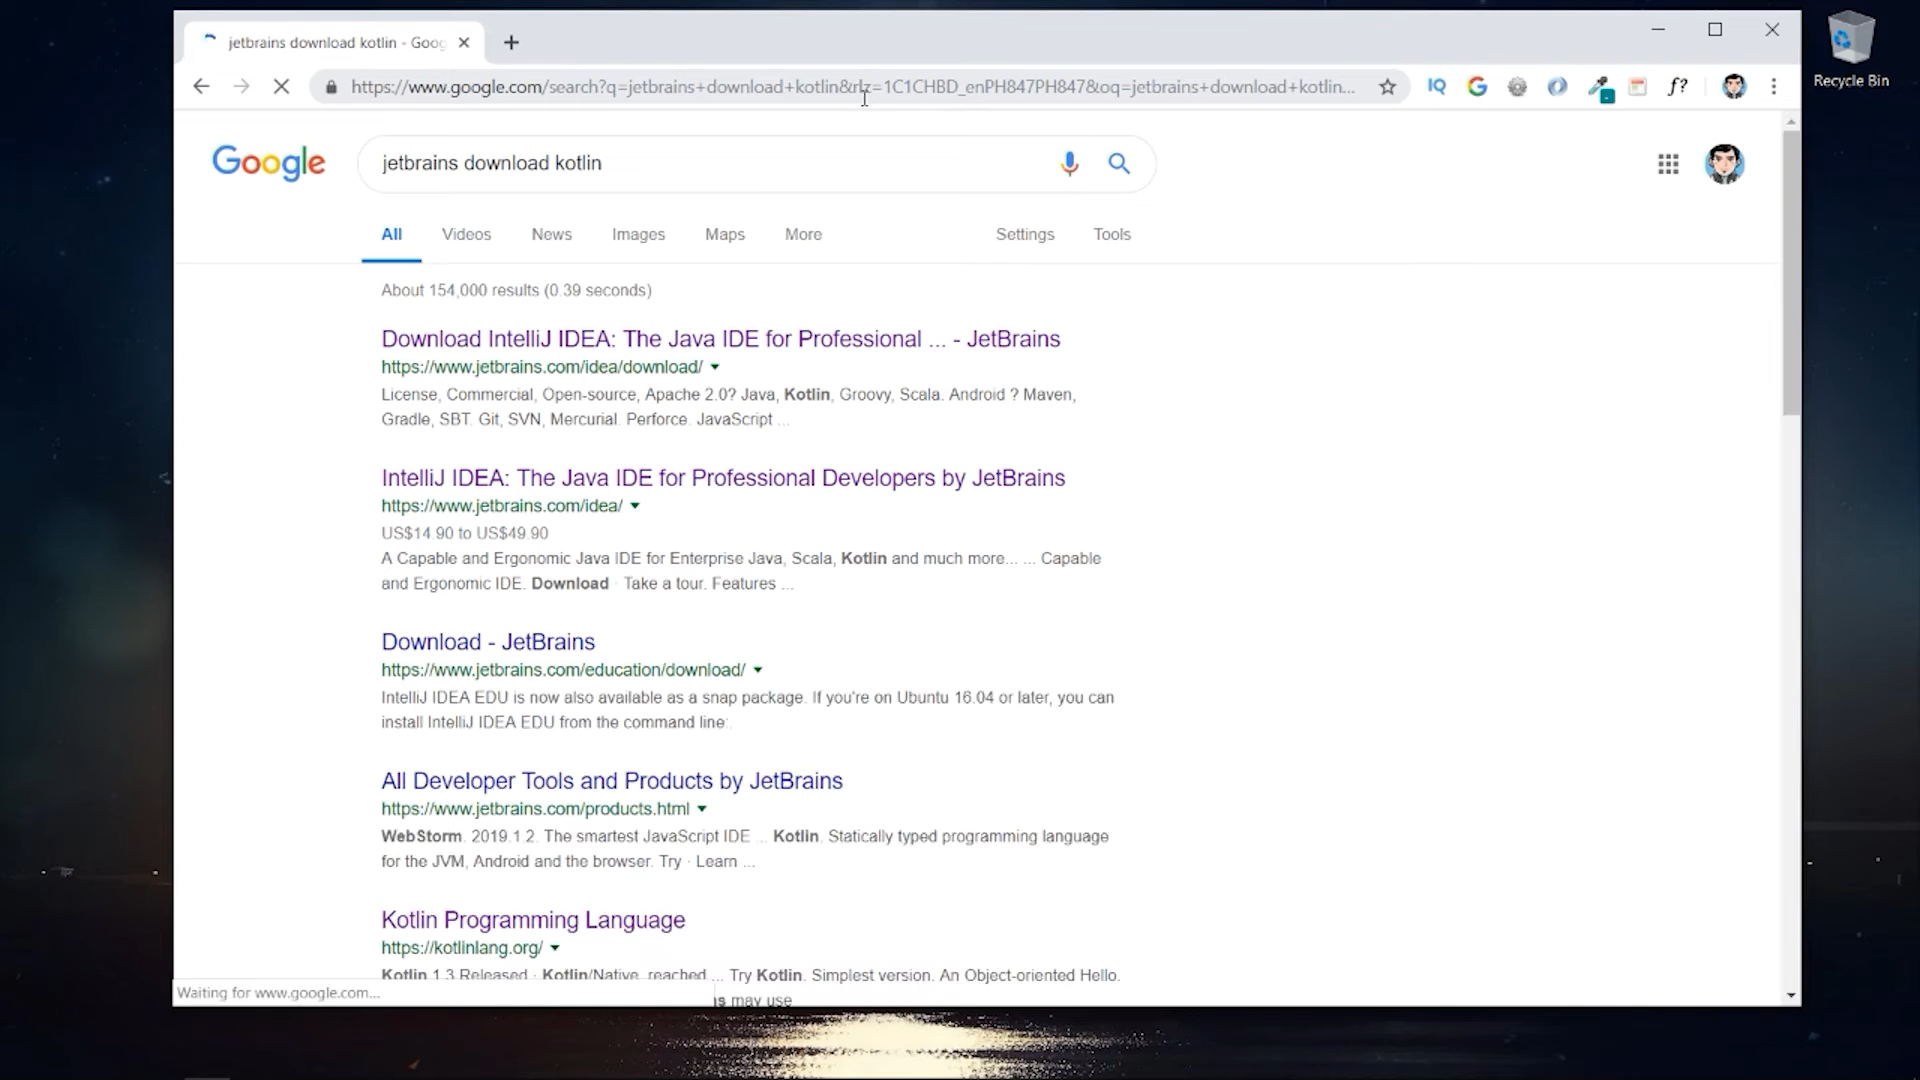 jetbrains download kotlin - Goog
https://www.google.com/search?q=jetbrains+download+kotlin&rlz=1C1CHBD_enPH847PH847&oq=jetbrains+download+kotlin...
IQ
f?
Recycle Bin
Google
jetbrains download kotlin
All Videos News Images Maps More Settings Tools
About 154,000 results (0.39 seconds)
Download IntelliJ IDEA: The Java IDE for Professional ... - JetBrains
https://www.jetbrains.com/idea/download/
License, Commercial, Open-source, Apache 2.0? Java, Kotlin, Groovy, Scala. Android ? Maven,
Gradle, SBT. Git, SVN, Mercurial. Perforce. JavaScript ...
IntelliJ IDEA: The Java IDE for Professional Developers by JetBrains
https://www.jetbrains.com/idea/
US$14.90 to US$49.90
A Capable and Ergonomic Java IDE for Enterprise Java, Scala, Kotlin and much more... ... Capable
and Ergonomic IDE. Download · Take a tour. Features ...
Download - JetBrains
https://www.jetbrains.com/education/download/
IntelliJ IDEA EDU is now also available as a snap package. If you're on Ubuntu 16.04 or later, you can
install IntelliJ IDEA EDU from the command line:.
All Developer Tools and Products by JetBrains
https://www.jetbrains.com/products.html
WebStorm. 2019.1.2. The smartest JavaScript IDE ... Kotlin. Statically typed programming language
for the JVM, Android and the browser. Try · Learn ...
Kotlin Programming Language
https://kotlinlang.org/
Kotlin 1.3 Released · Kotlin/Native reached ... Try Kotlin. Simplest version. An Object-oriented Hello.
may use
Waiting for www.google.com...